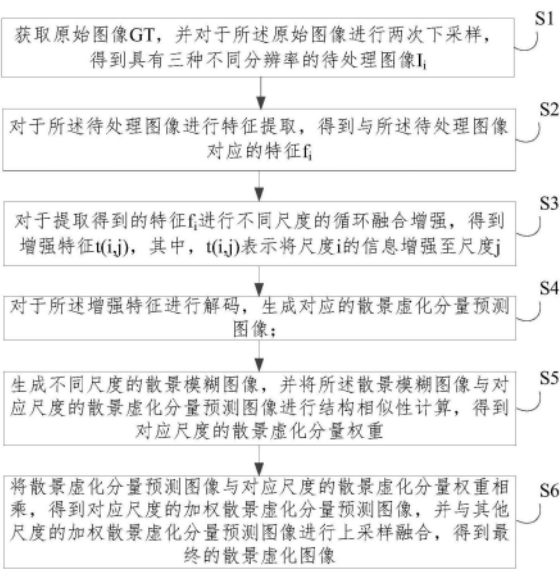 获取原始图像GT，并对于所述原始图像进行两次下采样，
得到具有三种不同分辨率的待处理图像Ii
S1
对于所述待处理图像进行特征提取，得到与所述待处理图像
对应的特征fi
S2
对于提取得到的特征fi进行不同尺度的循环融合增强，得到
增强特征t(i,j)，其中，t(i,j)表示将尺度i的信息增强至尺度j
S3
对于所述增强特征进行解码，生成对应的散景虚化分量预测
图像；
S4
生成不同尺度的散景模糊图像，并将所述散景模糊图像与对
应尺度的散景虚化分量预测图像进行结构相似性计算，得到
对应尺度的散景虚化分量权重
S5
将散景虚化分量预测图像与对应尺度的散景虚化分量权重相
乘，得到对应尺度的加权散景虚化分量预测图像，并与其他
尺度的加权散景虚化分量预测图像进行上采样融合，得到最
终的散景虚化图像
S6